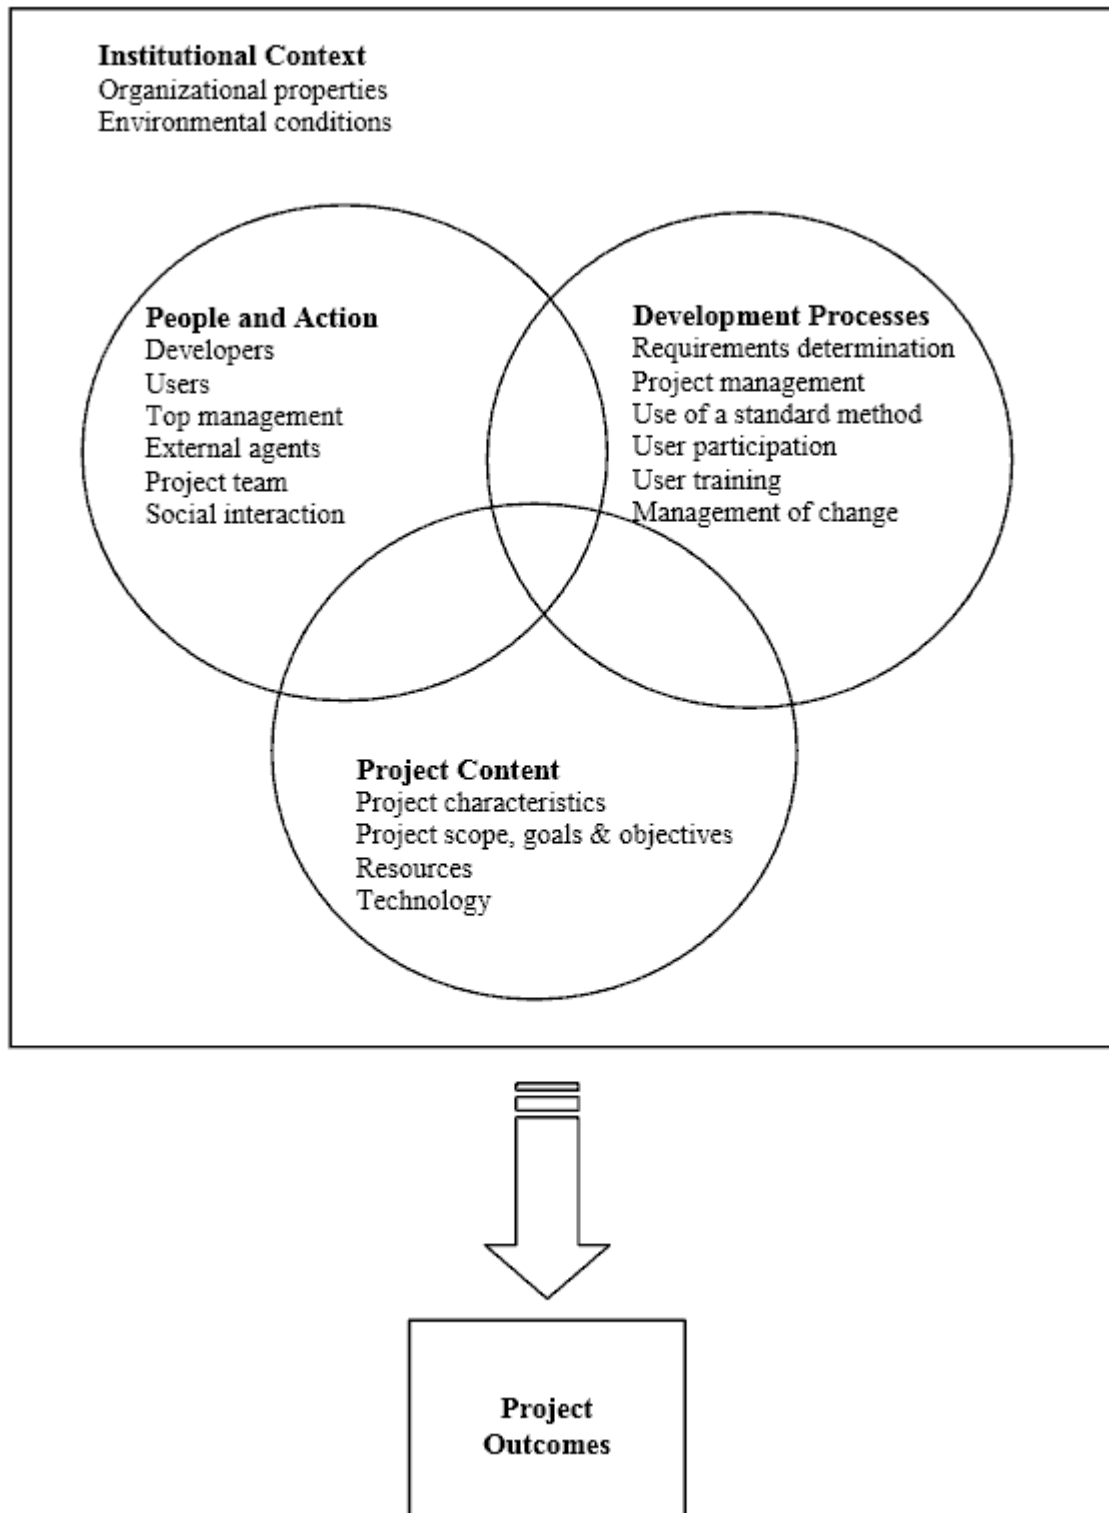 Institutional Context
Organizational properties
Environmental conditions
People and Action
Developers
Users
Top management
External agents
Project team
Social interaction
Development Processes
Requirements determination
Project management
Use of a standard method
User participation
User training
Management of change
Project Content
Project characteristics
Project scope, goals & objectives
Resources
Technology
Project
Outcomes